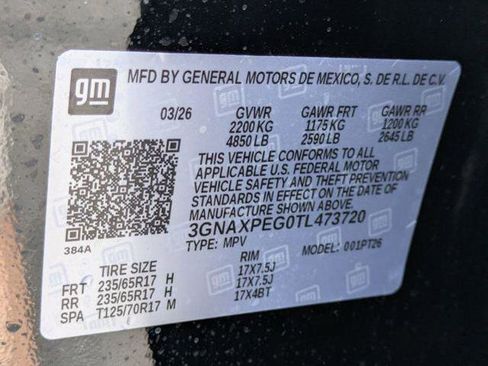 gm
MFD BY GENERAL MOTORS DE MEXICO, S. DE R.L. DE C.V.
03/26 GVWR GAWR FRT GAWR RR
2200 KG 1175 KG 1200 KG
4850 LB 2590 LB 2645 LB
THIS VEHICLE CONFORMS TO ALL
APPLICABLE U.S. FEDERAL MOTOR
VEHICLE SAFETY AND THEFT PREVENTION
STANDARDS IN EFFECT ON THE DATE OF
MANUFACTURE SHOWN ABOVE.
3GNAXPEG0TL473720
384A TYPE: MPV MODEL: 001PT26
TIRE SIZE RIM
FRT 235/65R17 H 17X7.5J
RR 235/65R17 H 17X7.5J
SPA T125/70R17 M 17X4BT